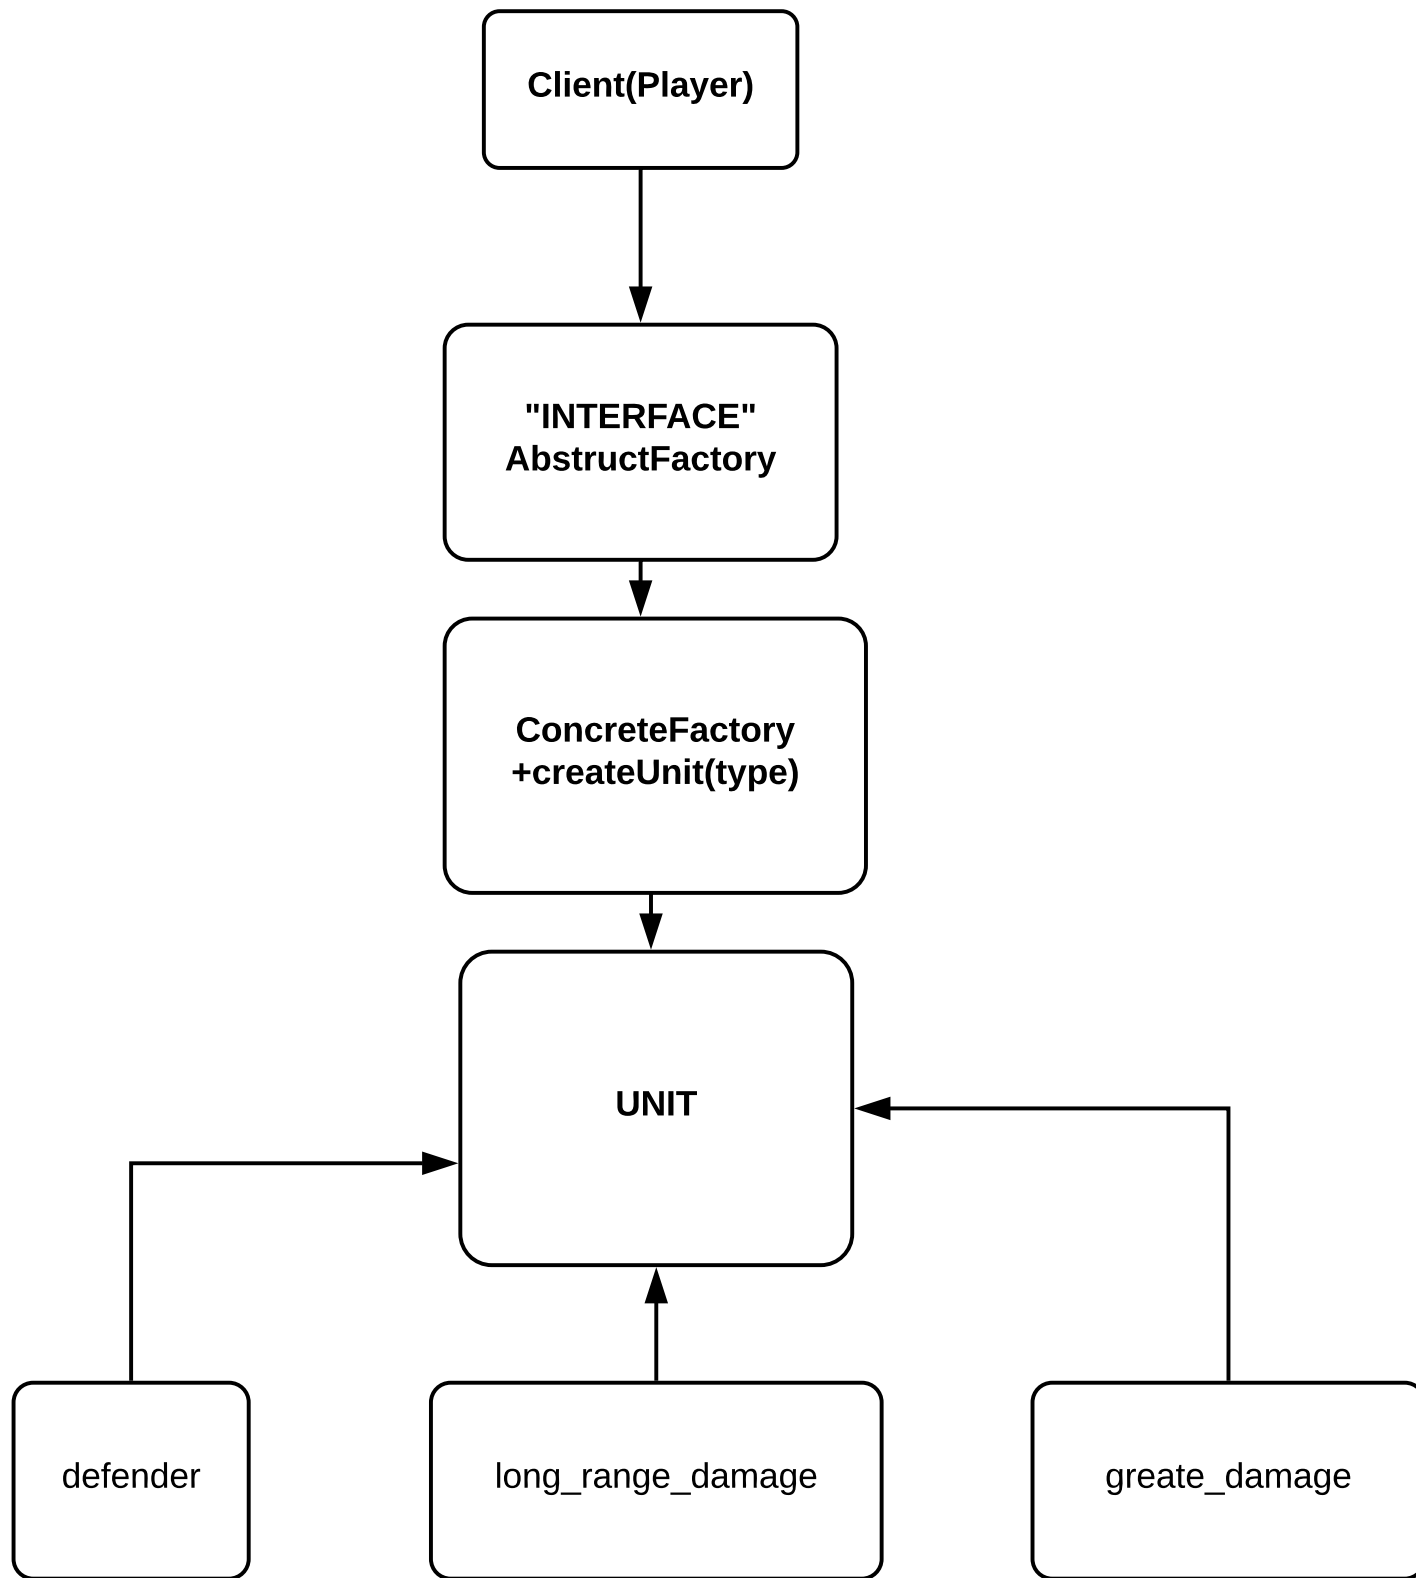 Client(Player)
"INTERFACE"
AbstructFactory
ConcreteFactory
+createUnit(type)
UNIT
defender
long_range_damage
greate_damage